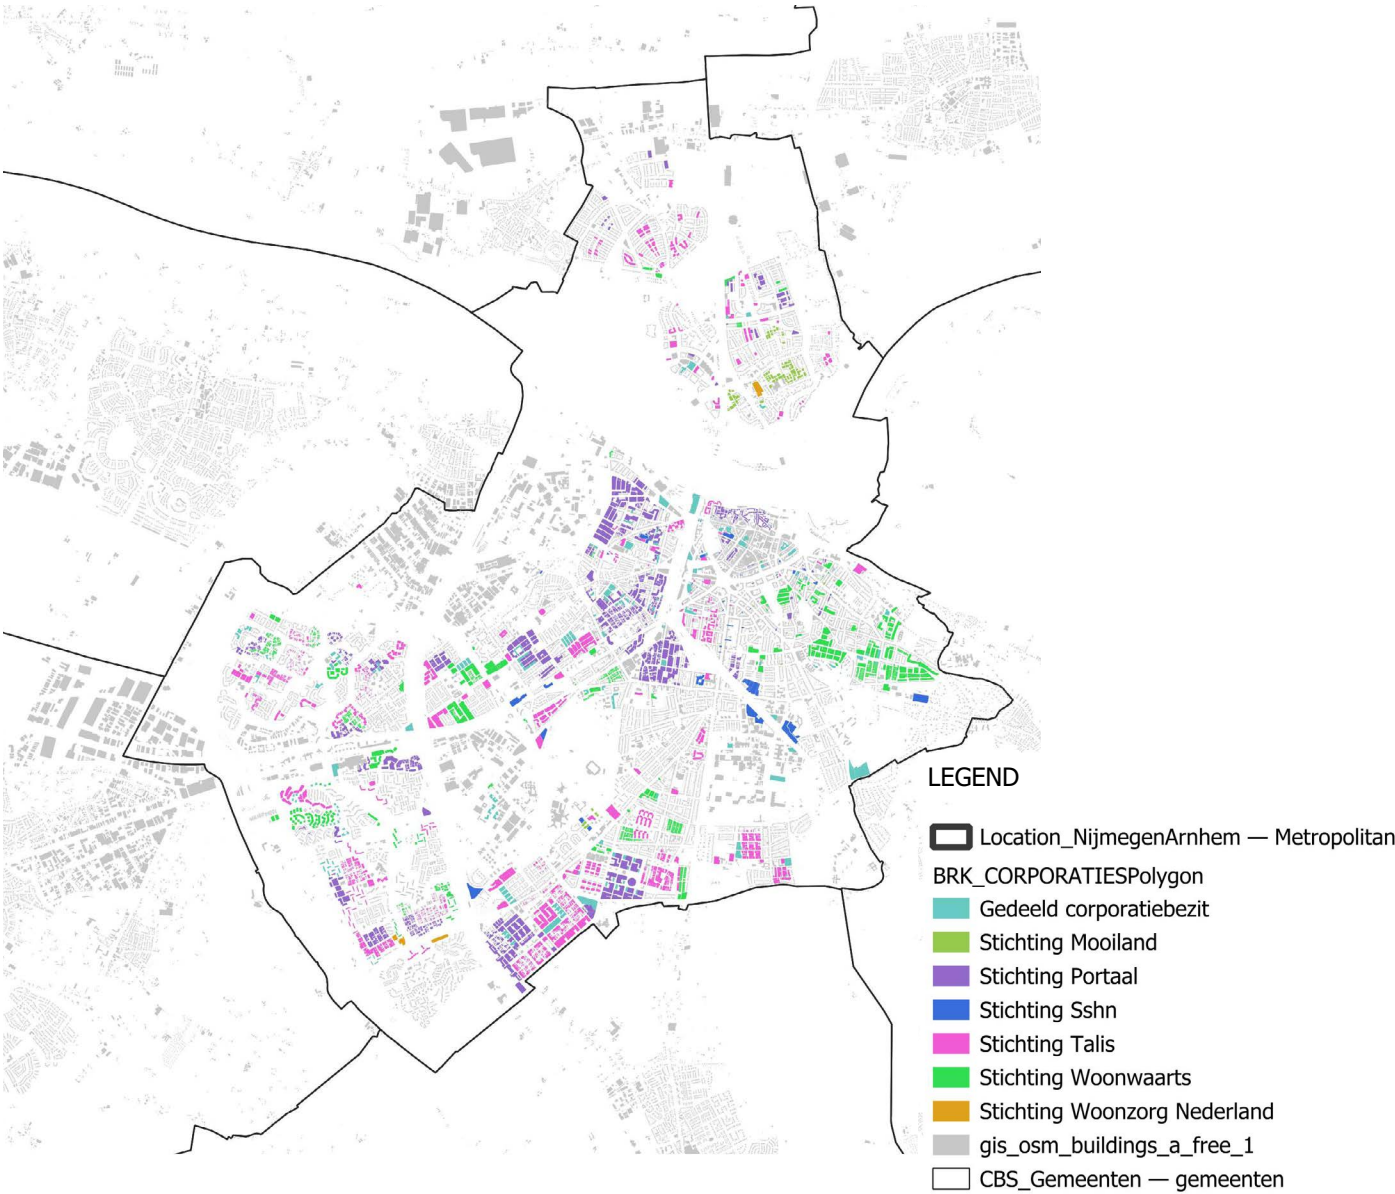 LEGEND
Location_NijmegenArnhem — Metropolitan
BRK_CORPORATIESPolygon
Gedeeld corporatiebezit
Stichting Mooiland
Stichting Portaal
Stichting Sshn
Stichting Talis
Stichting Woonwaarts
Stichting Woonzorg Nederland
gis_osm_buildings_a_free_1
CBS_Gemeenten — gemeenten